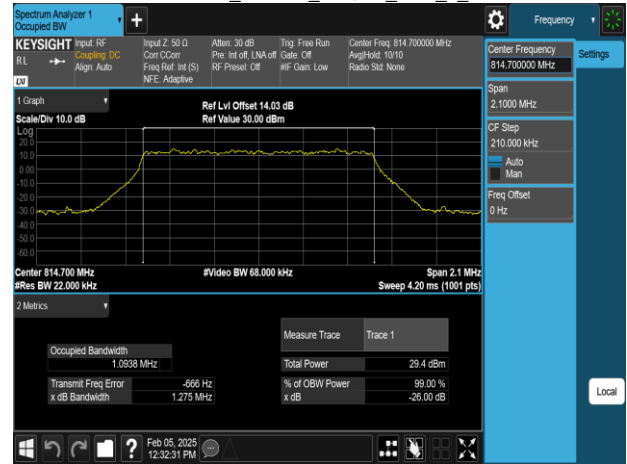 Spectrum Analyzer 1
Occupied BW
Frequency
KEYSIGHT Input: RF Input Z: 50 Ω Atten: 30 dB Trig: Free Run Center Freq: 814.700000 MHz
RL Coupling: DC Corr CCorr Pre: Int off, LNA off Gate: Off Avg|Hold: 10/10
Align: Auto Freq Ref: Int (S) RF Presel: Off #IF Gain: Low Radio Std: None
LXI NFE: Adaptive
Center Frequency
814.700000 MHz
Settings
Span
2.1000 MHz
CF Step
210.000 kHz
Auto
Man
Freq Offset
0 Hz
Local
1 Graph
Ref Lvl Offset 14.03 dB
Scale/Div 10.0 dB Ref Value 30.00 dBm
Log
20.0
10.0
0.00
-10.0
-20.0
-30.0
-40.0
-50.0
-60.0
Center 814.700 MHz #Video BW 68.000 kHz Span 2.1 MHz
#Res BW 22.000 kHz Sweep 4.20 ms (1001 pts)
2 Metrics
Measure Trace Trace 1
Occupied Bandwidth
1.0938 MHz
Total Power 29.4 dBm
Transmit Freq Error -666 Hz % of OBW Power 99.00 %
x dB Bandwidth 1.275 MHz x dB -26.00 dB
? Feb 05, 2025
12:32:31 PM